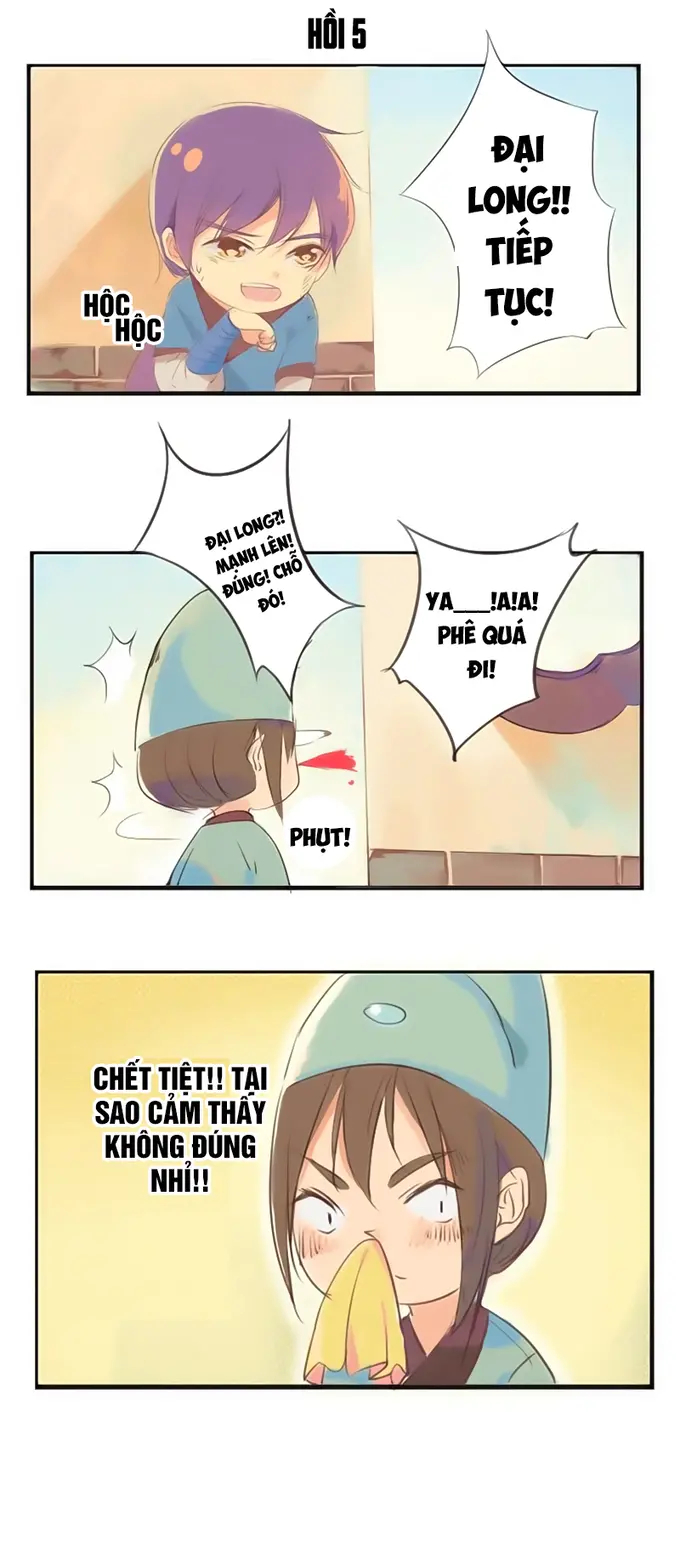 HỒI 5
ĐẠI
LONG!!
TIẾP
TỤC!
HỘC
HỘC
ĐẠI LONG?!
MẠNH LÊN!
ĐÚNG! CHỖ
ĐÓ!
YA___!A!A!
PHÊ QUÁ
ĐI!
PHỤT!
CHẾT TIỆT!! TẠI
SAO CẢM THẤY
KHÔNG ĐÚNG
NHỈ!!